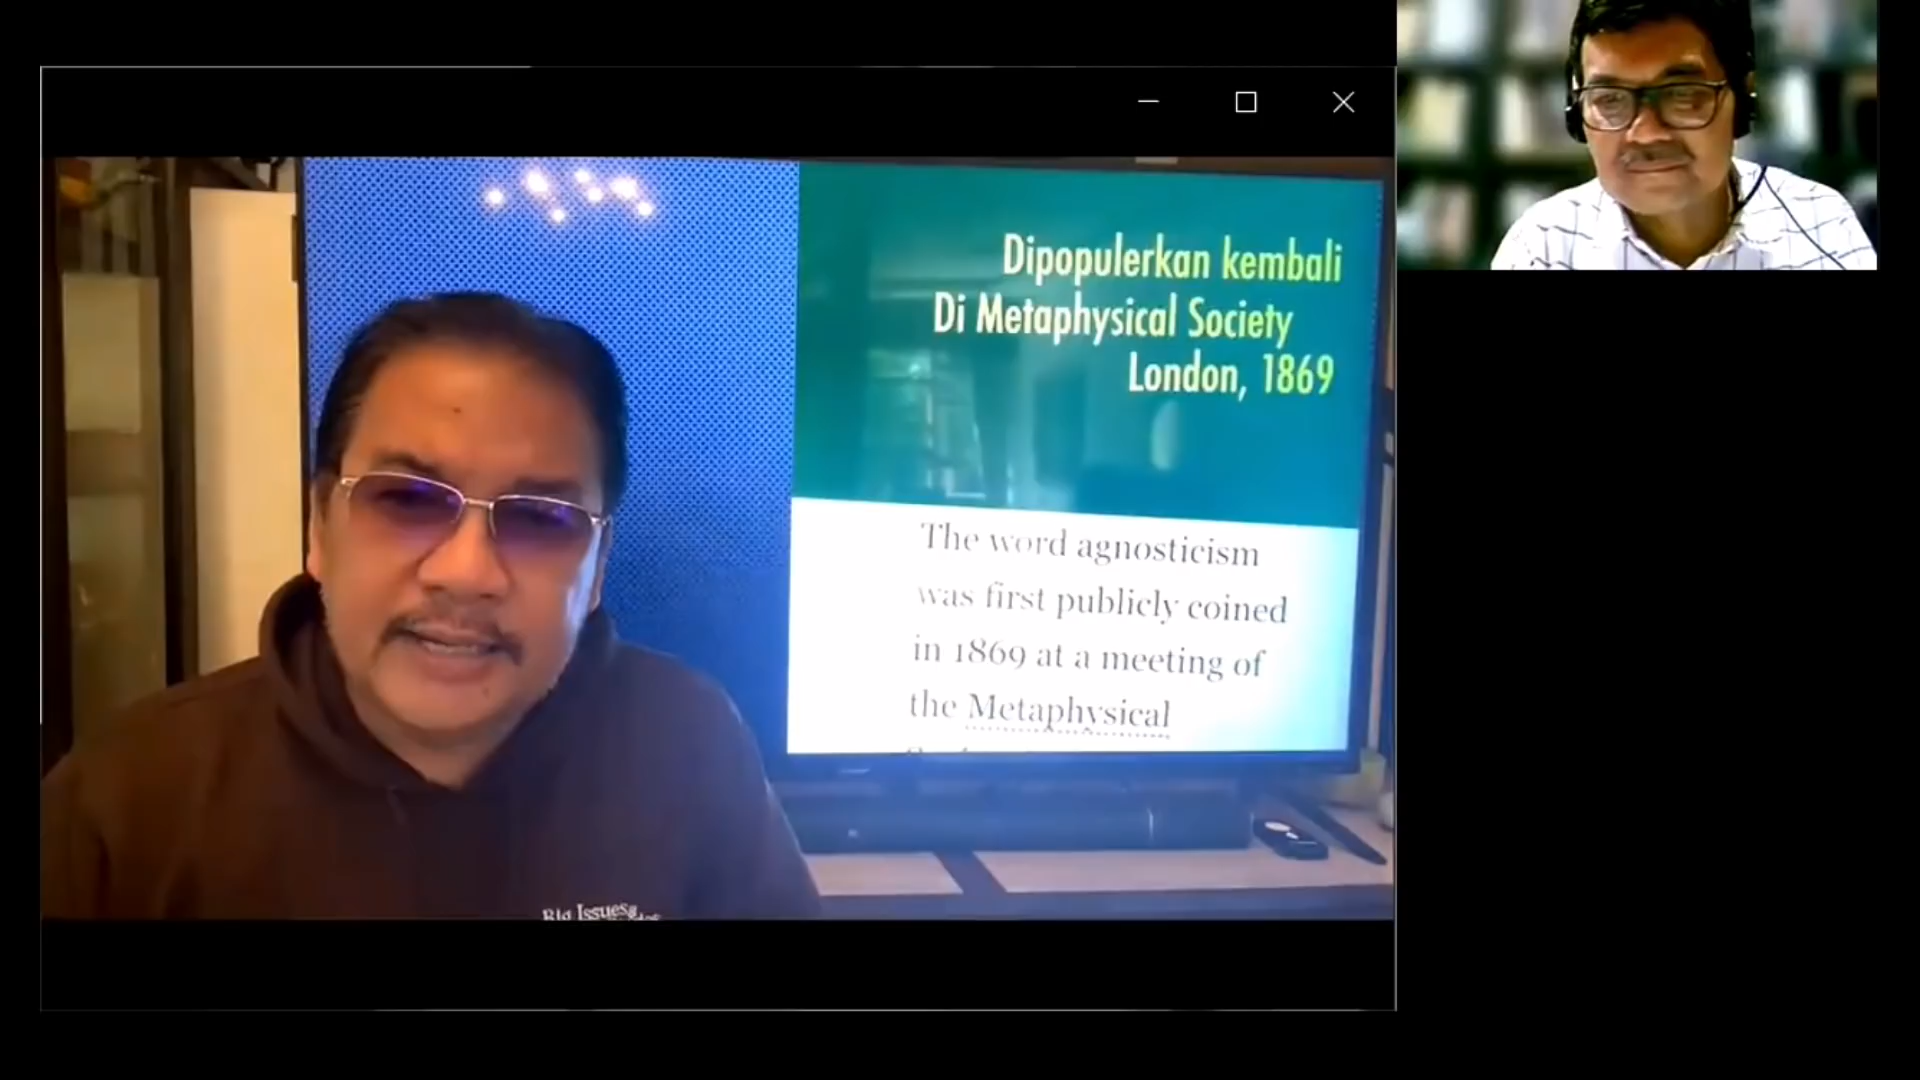 Dipopulerkan kembali
Di Metaphysical Society
London, 1869
The word agnosticism
was first publicly coined
in 1869 at a meeting of
the Metaphysical
Big Issues